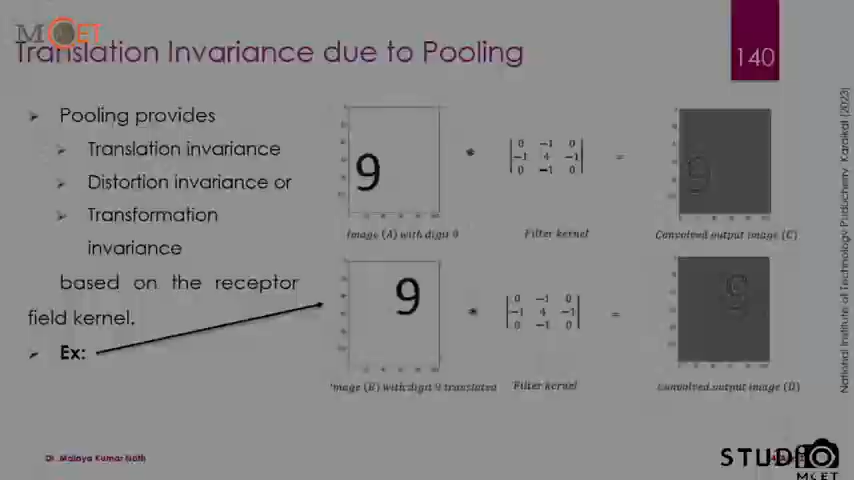 MCET
Translation Invariance due to Pooling
140
➢ Pooling provides
➢ Translation invariance
➢ Distortion invariance or
➢ Transformation
invariance
based on the receptor
field kernel.
➢ Ex:
9
*
0 −1 0
−1 4 −1
0 −1 0
=
9
Image (A) with digit 9
Filter kernel
Convolved output image (C)
9
*
0 −1 0
−1 4 −1
0 −1 0
=
9
Image (B) with digit 9 translated
Filter kernel
Convolved output image (D)
National Institute of Technology Puducherry Karaikal (2023)
Dr. Malaya Kumar Nath
STUDIO
MCET